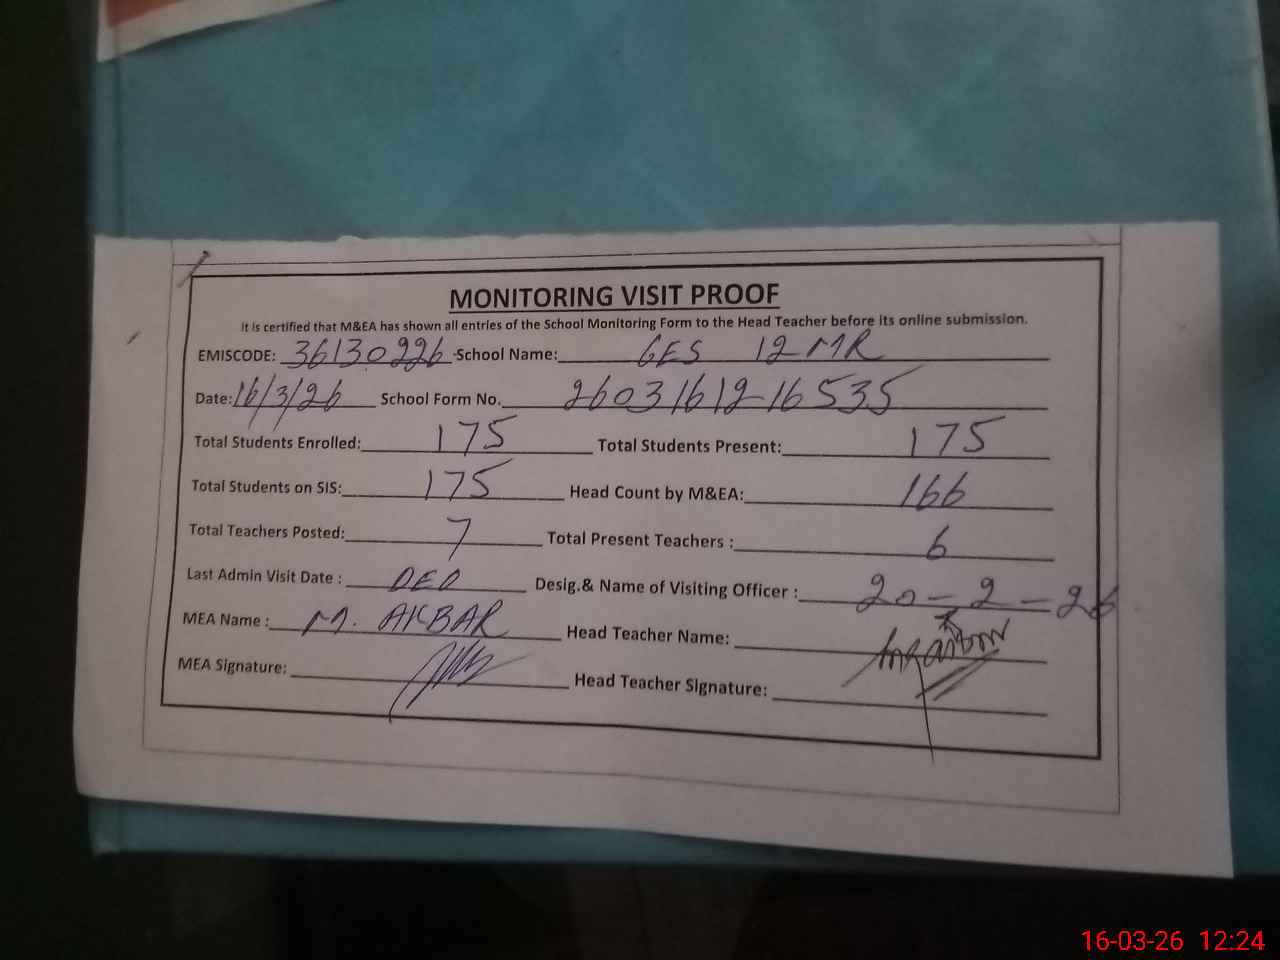 MONITORING VISIT PROOF
It is certified that M&EA has shown all entries of the School Monitoring Form to the Head Teacher before its online submission.
EMISCODE: 36130226 School Name: GES 12 MR
Date: 16/3/26 School Form No. 2603161216535
Total Students Enrolled: 175 Total Students Present: 175
Total Students on SIS: 175 Head Count by M&EA: 166
Total Teachers Posted: 7 Total Present Teachers : 6
Last Admin Visit Date : DEO Desig.& Name of Visiting Officer : 20-2-26
MEA Name : M. AKBAR Head Teacher Name:
MEA Signature: Head Teacher Signature:
16-03-26 12:24